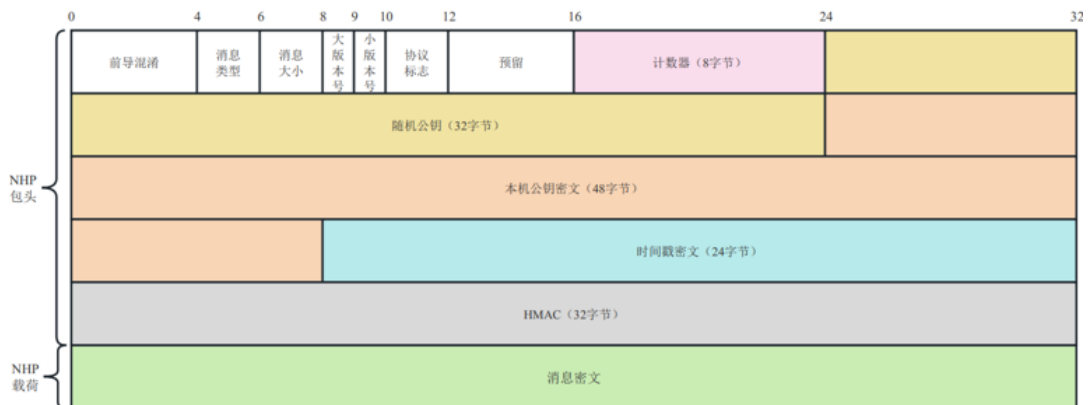 0 4 6 8 9 10 12 16 24 32
前导混淆
消息
类型
消息
大小
大
版
本
号
小
版
本
号
协议
标志
预留
计数器（8字节）
随机公钥（32字节）
NHP
包头
本机公钥密文（48字节）
时间戳密文（24字节）
HMAC（32字节）
NHP
载荷
消息密文